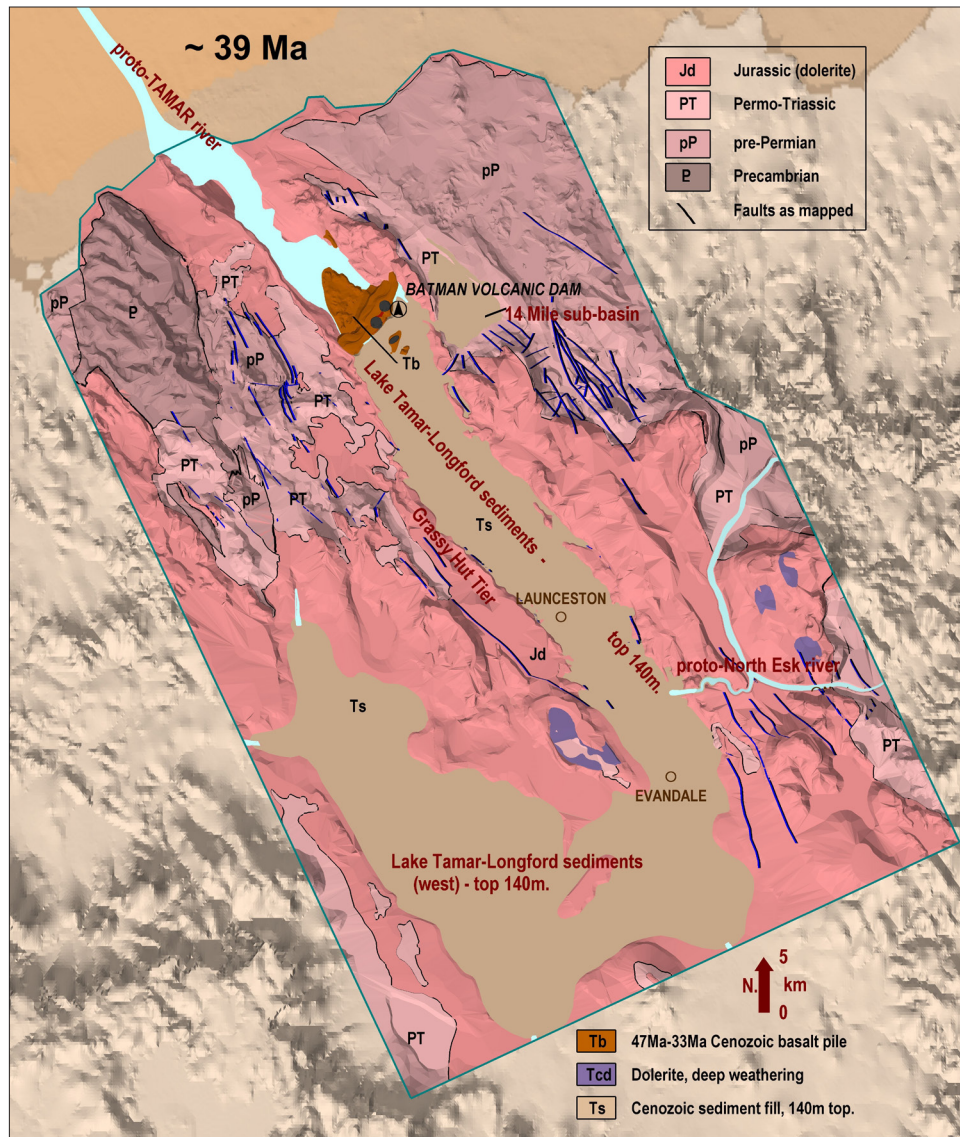 ~ 39 Ma
proto-TAMAR river
Jd Jurassic (dolerite)
PT Permo-Triassic
pP pre-Permian
Ⴒ Precambrian
Faults as mapped
pP
PT
BATMAN VOLCANIC DAM
14 Mile sub-basin
Tb
pP
Ⴒ
PT
pP
PT
PT
pP
PT
Lake Tamar-Longford sediments -
top 140m.
Ts
Grassy Hut Tier
LAUNCESTON
Jd
pP
PT
proto-North Esk river
PT
Ts
EVANDALE
Lake Tamar-Longford sediments
(west) - top 140m.
PT
5
N. km
0
Tb 47Ma-33Ma Cenozoic basalt pile
Tcd Dolerite, deep weathering
Ts Cenozoic sediment fill, 140m top.